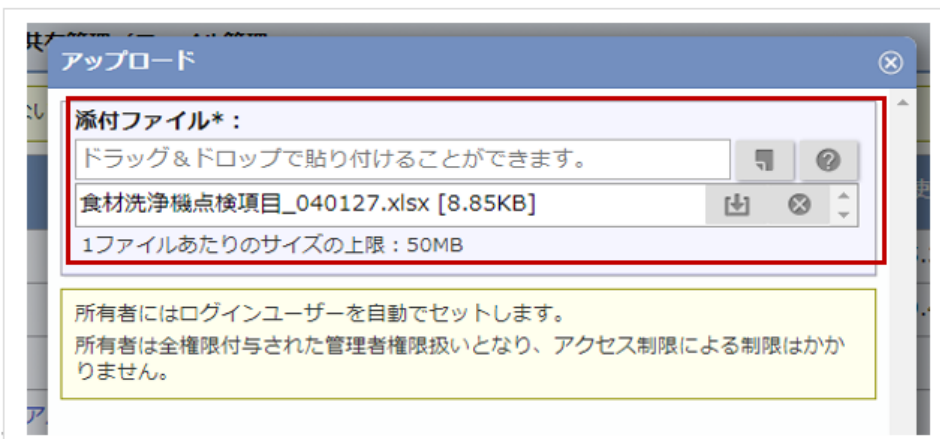 アップロード
添付ファイル*:
ドラッグ&ドロップで貼り付けることができます。
食材洗浄機点検項目_040127.xlsx [8.85KB]
1ファイルあたりのサイズの上限:50MB
所有者にはログインユーザーを自動でセットします。
所有者は全権限付与された管理者権限扱いとなり、アクセス制限による制限はかか
りません。